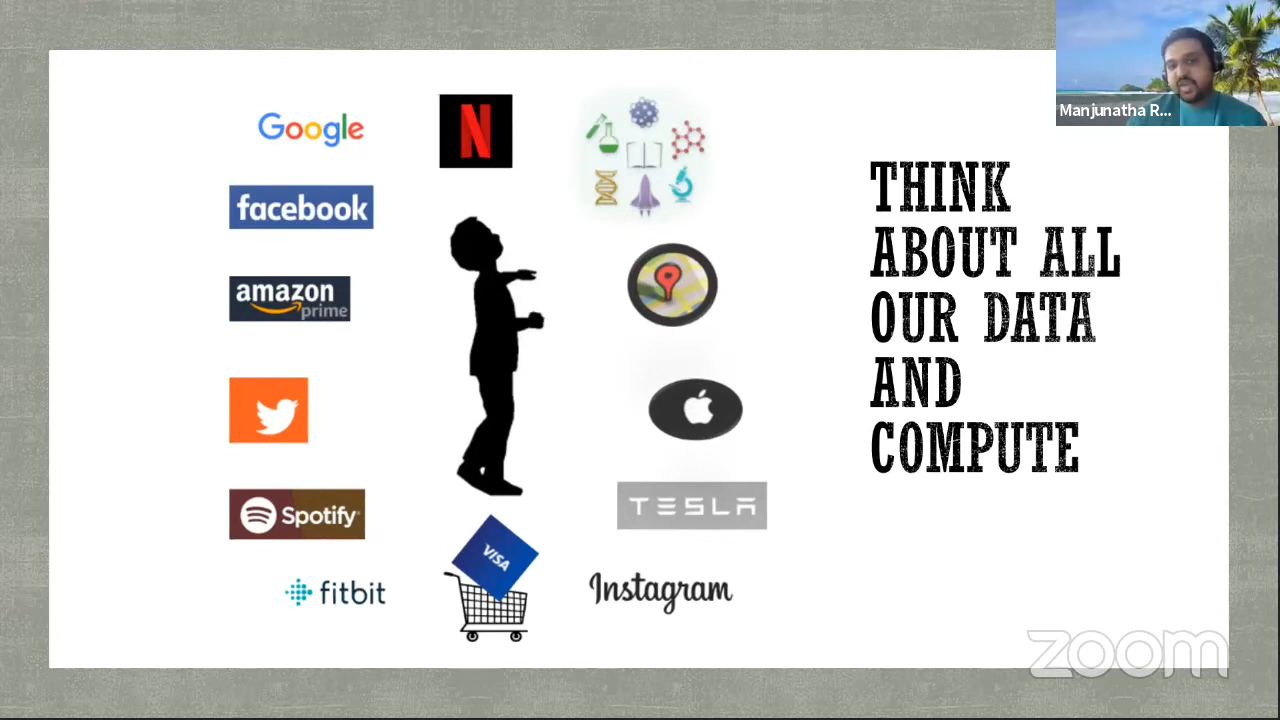 Manjunatha R...
Google
N
facebook
amazon
prime
Spotify
fitbit
VISA
TESLA
Instagram
THINK
ABOUT ALL
OUR DATA
AND
COMPUTE
zoom